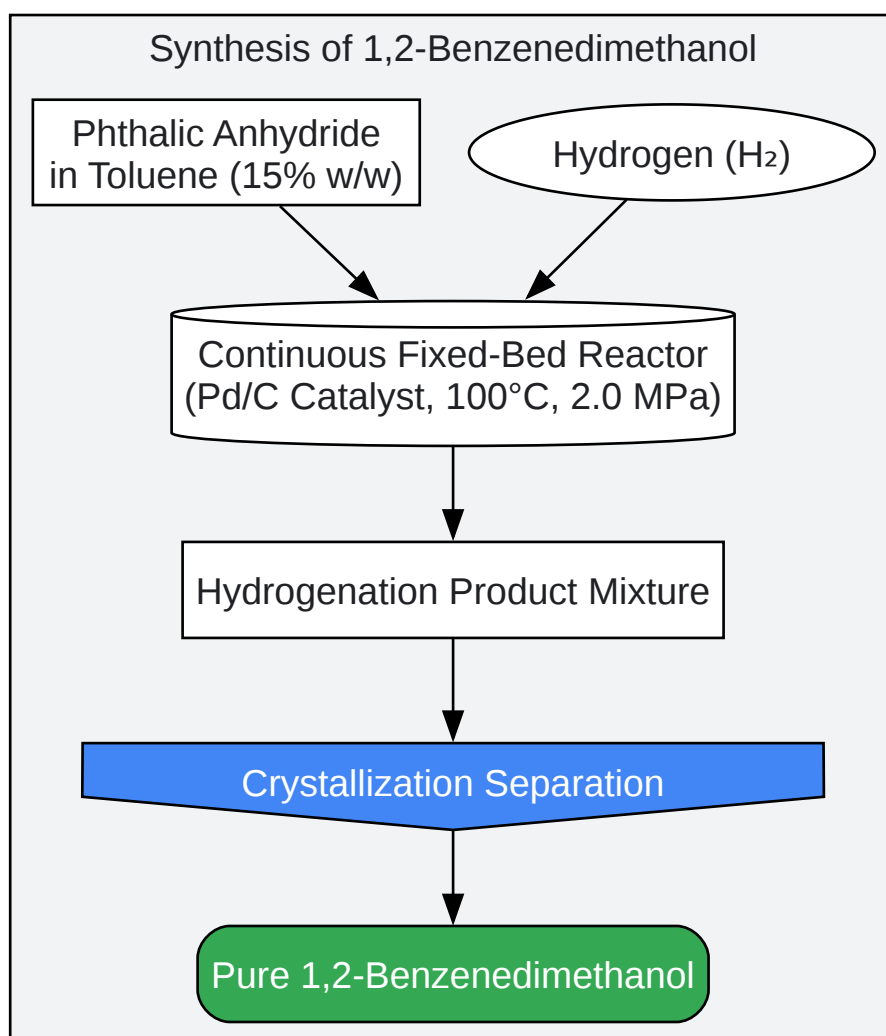 Synthesis of 1,2-Benzenedimethanol
Phthalic Anhydride
in Toluene (15% w/w)
Hydrogen (H₂)
Continuous Fixed-Bed Reactor
(Pd/C Catalyst, 100°C, 2.0 MPa)
Hydrogenation Product Mixture
Crystallization Separation
Pure 1,2-Benzenedimethanol